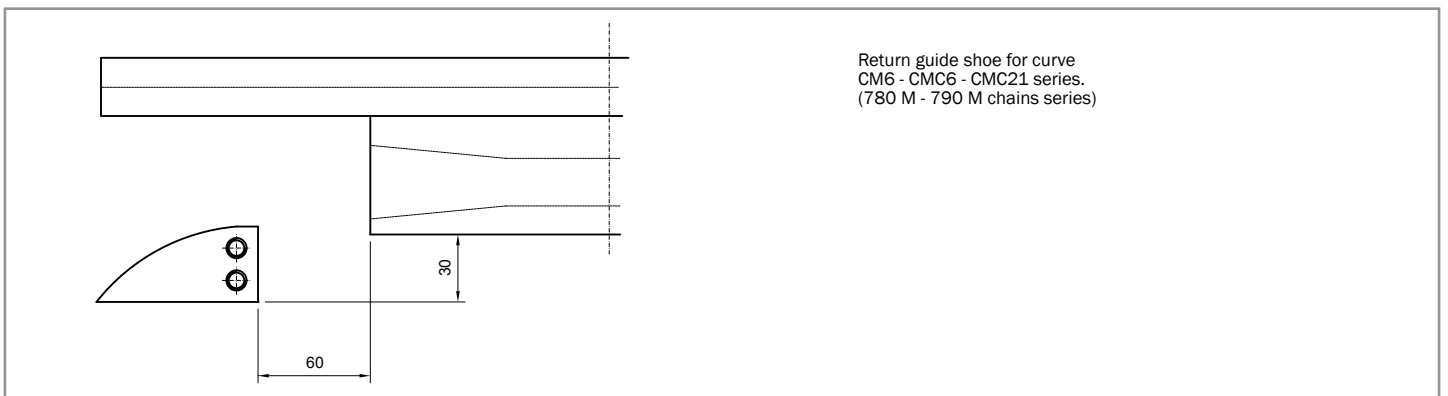 Return guide shoe for curve
CM6 - CMC6 - CMC21 series.
(780 M - 790 M chains series)
30
60